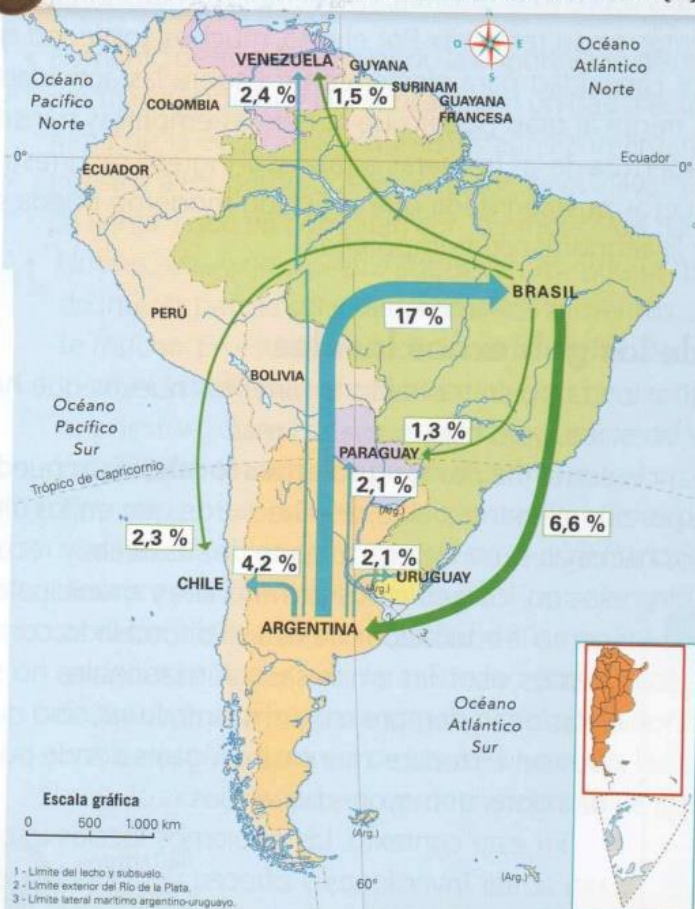 Océano
Pacífico
Norte
VENEZUELA
GUYANA
SURINAM
GUAYANA
FRANCESA
O
E
S
Océano
Atlántico
Norte
2,4 %
1,5 %
COLOMBIA
0°
Ecuador
0°
ECUADOR
PERÚ
BRASIL
17 %
BOLIVIA
Océano
Pacífico
Sur
Trópico de Capricornio
1,3 %
PARAGUAY
2,1 %
(Arg.)
6,6 %
2,3 %
CHILE
4,2 %
2,1 %
URUGUAY
(Arg.)
ARGENTINA
Océano
Atlántico
Sur
Escala gráfica
0 500 1.000 km
(Arg.)
(Arg.)
60°
1 - Límite del lecho y subsuelo.
2 - Límite exterior del Río de la Plata.
3 - Límite lateral marítimo argentino-uruguayo.